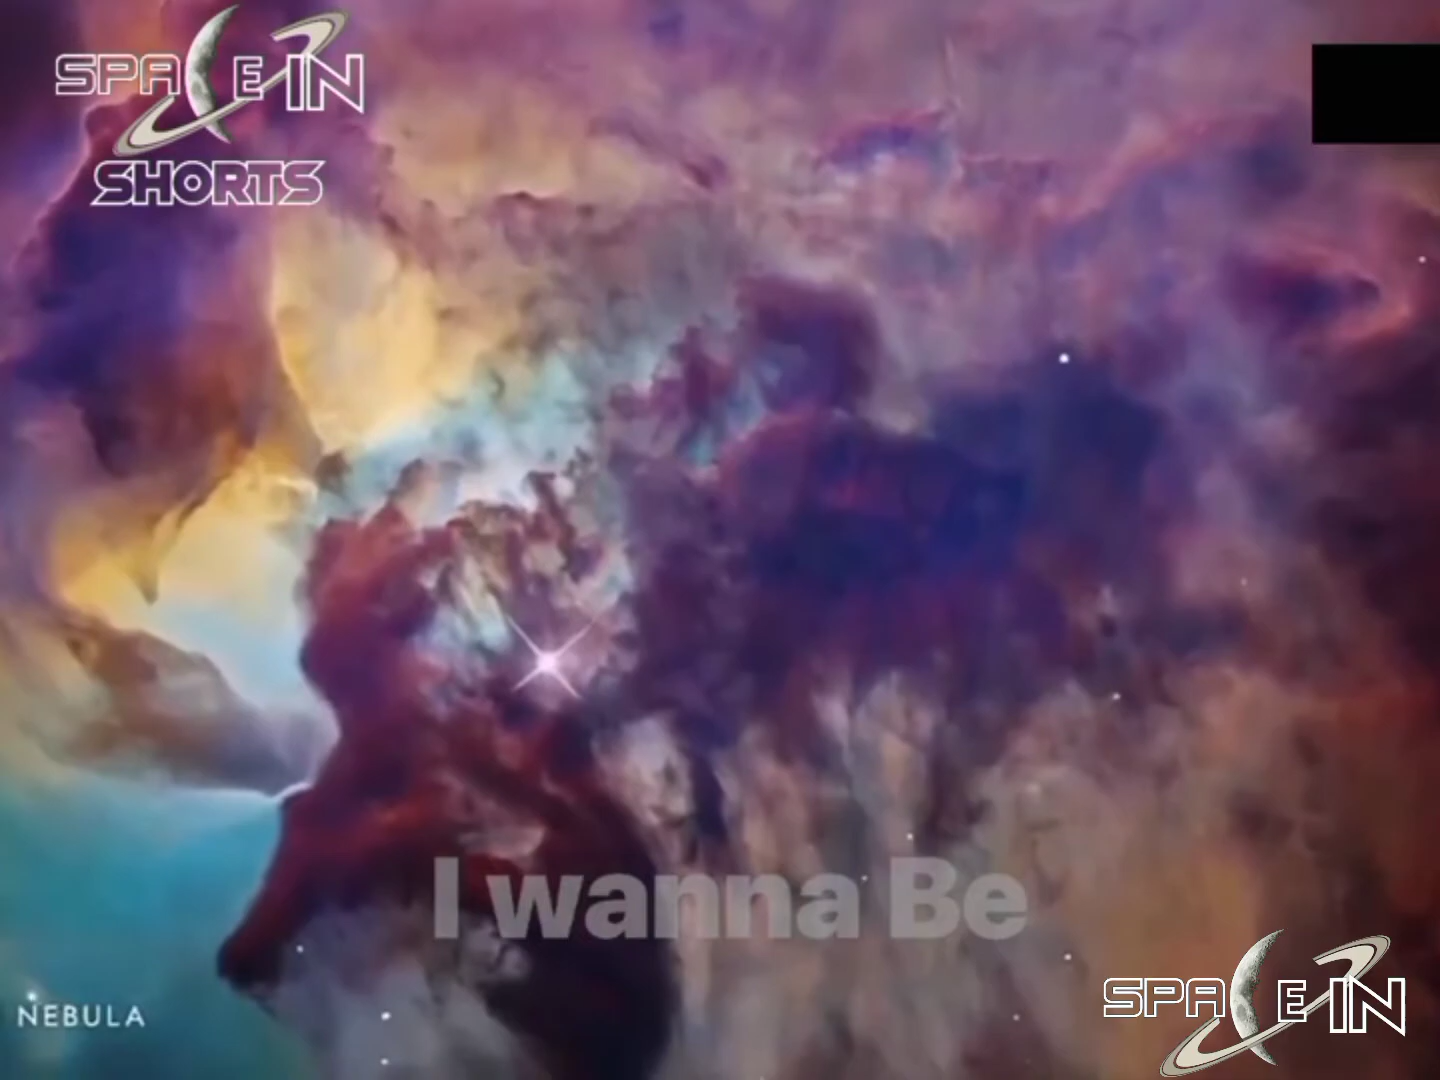 SPACE IN
SHORTS
I wanna Be
NEBULA
SPACE IN